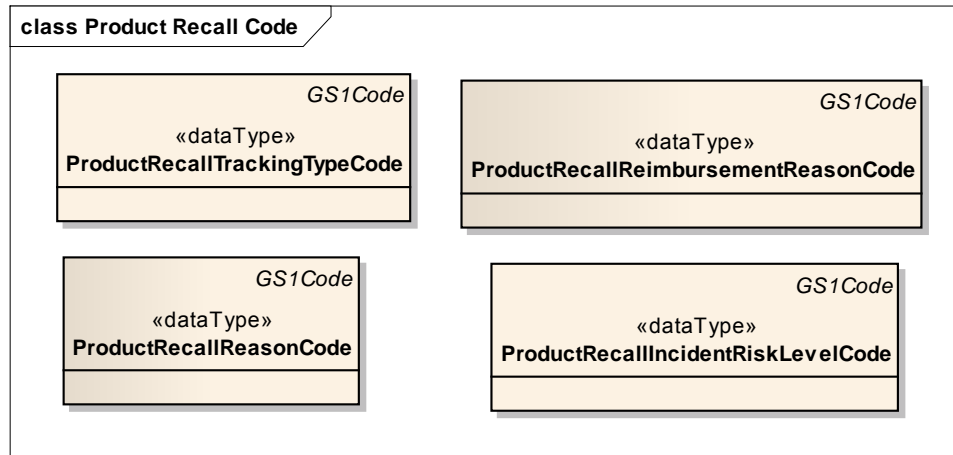 class Product Recall Code
GS1Code
«dataType»
ProductRecallTrackingTypeCode
GS1Code
«dataType»
ProductRecallReimbursementReasonCode
GS1Code
«dataType»
ProductRecallReasonCode
GS1Code
«dataType»
ProductRecallIncidentRiskLevelCode